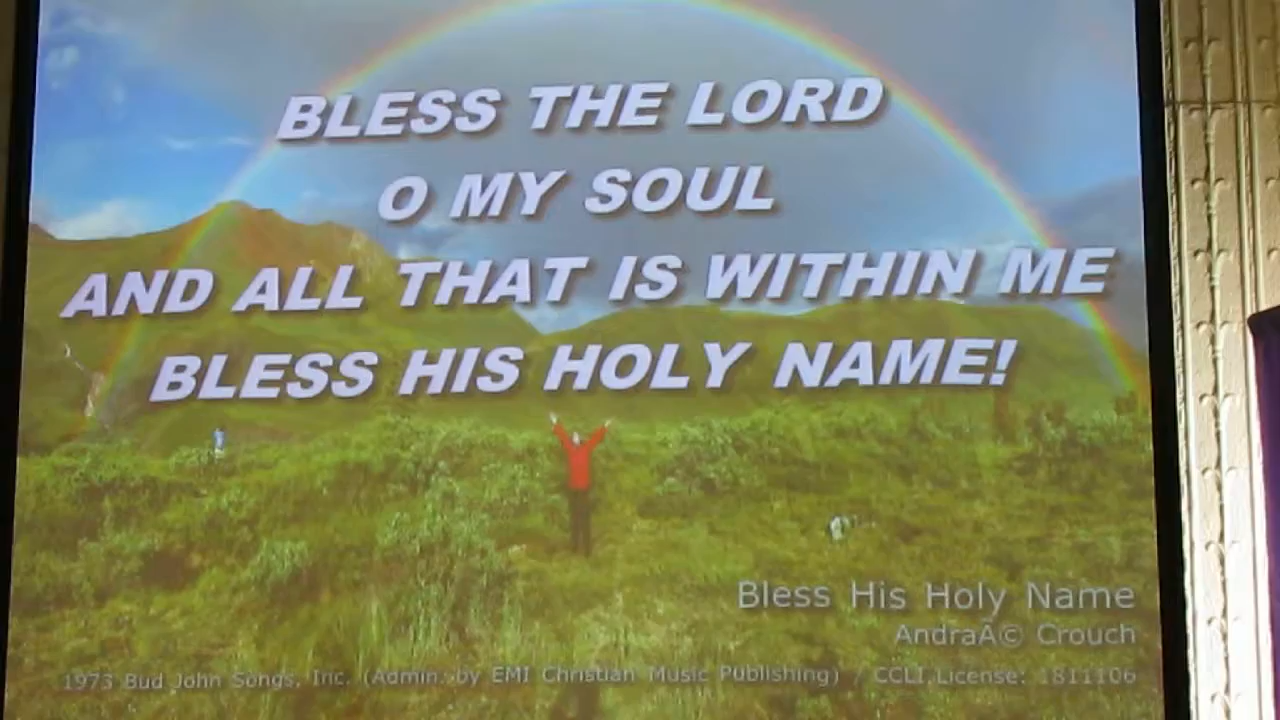 BLESS THE LORD
O MY SOUL
AND ALL THAT IS WITHIN ME
BLESS HIS HOLY NAME!
Bless His Holy Name
AndraÃ© Crouch
1973 Bud John Songs, Inc. (Admin. by EMI Christian Music Publishing) / CCLI License: 1811106